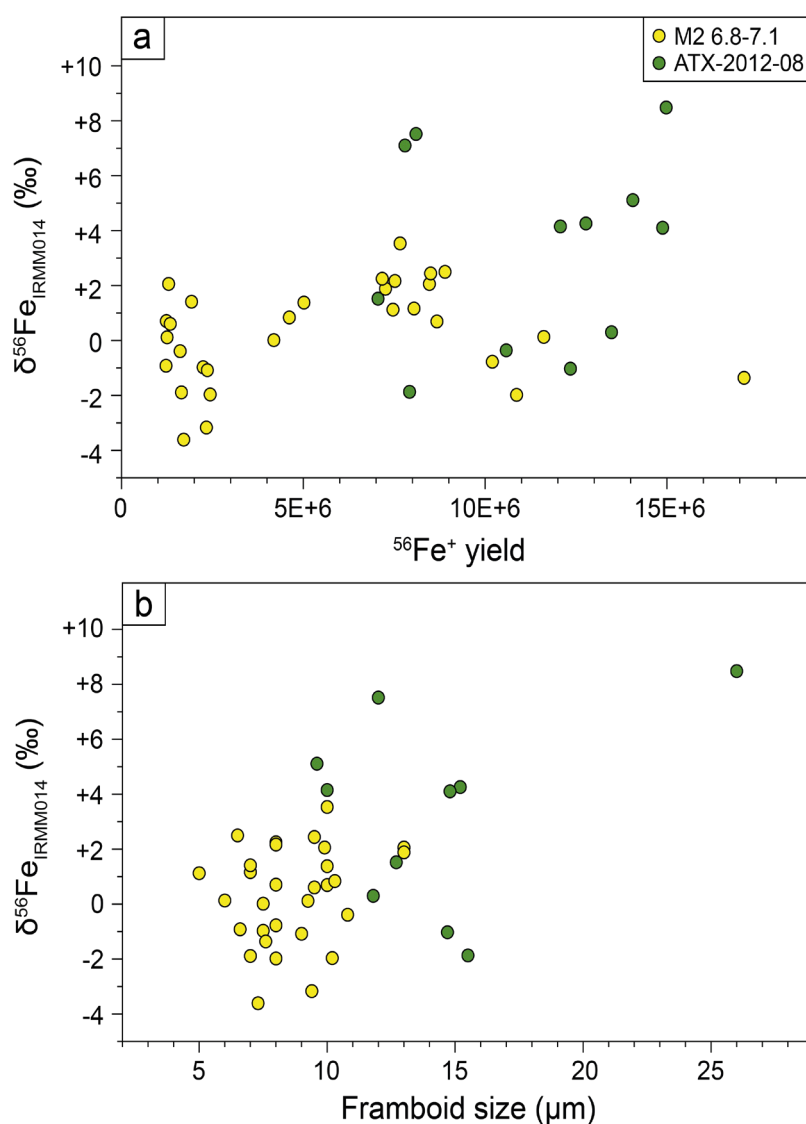 a
M2 6.8-7.1
ATX-2012-08
+10
+8
+6
+4
+2
0
-2
-4
δ⁵⁶Fe_IRMM014 (‰)
0 5E+6 10E+6 15E+6
⁵⁶Fe⁺ yield
b
+10
+8
+6
+4
+2
0
-2
-4
δ⁵⁶Fe_IRMM014 (‰)
5 10 15 20 25
Framboid size (µm)